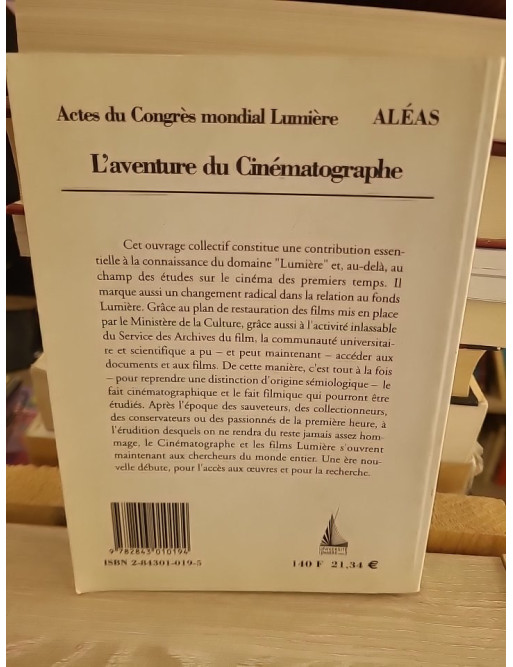 Actes du Congrès mondial Lumière ALÉAS
L'aventure du Cinématographe
Cet ouvrage collectif constitue une contribution essen-
tielle à la connaissance du domaine "Lumière" et, au-delà, au
champ des études sur le cinéma des premiers temps. Il
marque aussi un changement radical dans la relation au fonds
Lumière. Grâce au plan de restauration des films mis en place
par le Ministère de la Culture, grâce aussi à l'activité inlassable
du Service des Archives du film, la communauté universitai-
re et scientifique a pu – et peut maintenant – accéder aux
documents et aux films. De cette manière, c'est tout à la fois
– pour reprendre une distinction d'origine sémiologique – le
fait cinématographique et le fait filmique qui pourront être
étudiés. Après l'époque des sauveteurs, des collectionneurs,
des conservateurs ou des passionnés de la première heure, à
l'érudition desquels on ne rendra du reste jamais assez hom-
mage, le Cinématographe et les films Lumière s'ouvrent
maintenant aux chercheurs du monde entier. Une ère nou-
velle débute, pour l'accès aux œuvres et pour la recherche.
9 782843 010194
ISBN 2-84301-019-5
140 F 21,34 €